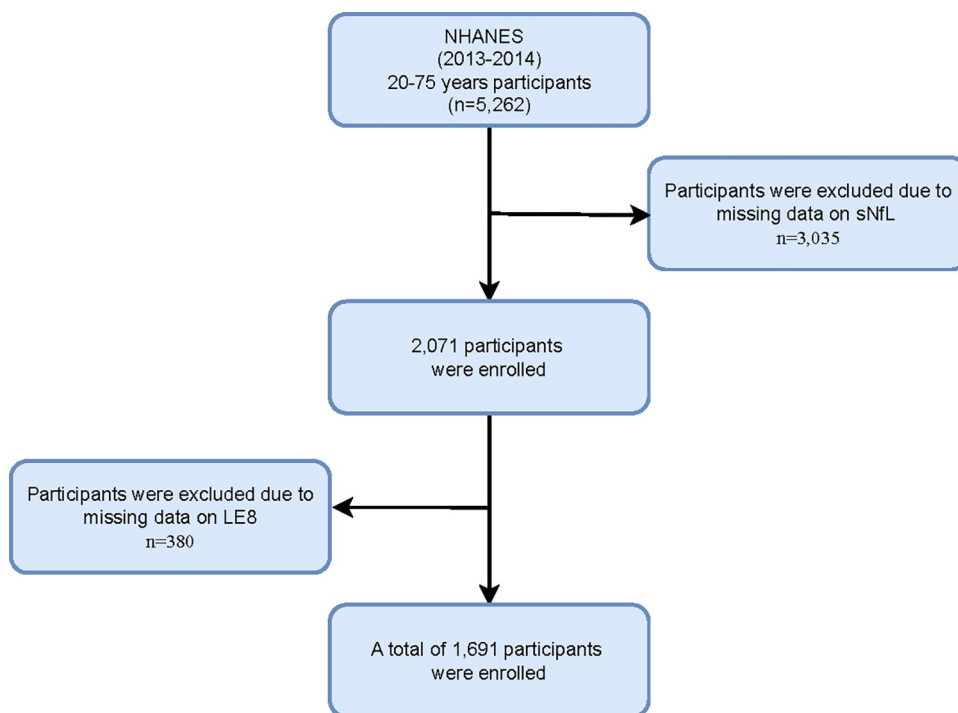 NHANES
(2013-2014)
20-75 years participants
(n=5,262)
Participants were excluded due to
missing data on sNfL
n=3,035
2,071 participants
were enrolled
Participants were excluded due to
missing data on LE8
n=380
A total of 1,691 participants
were enrolled